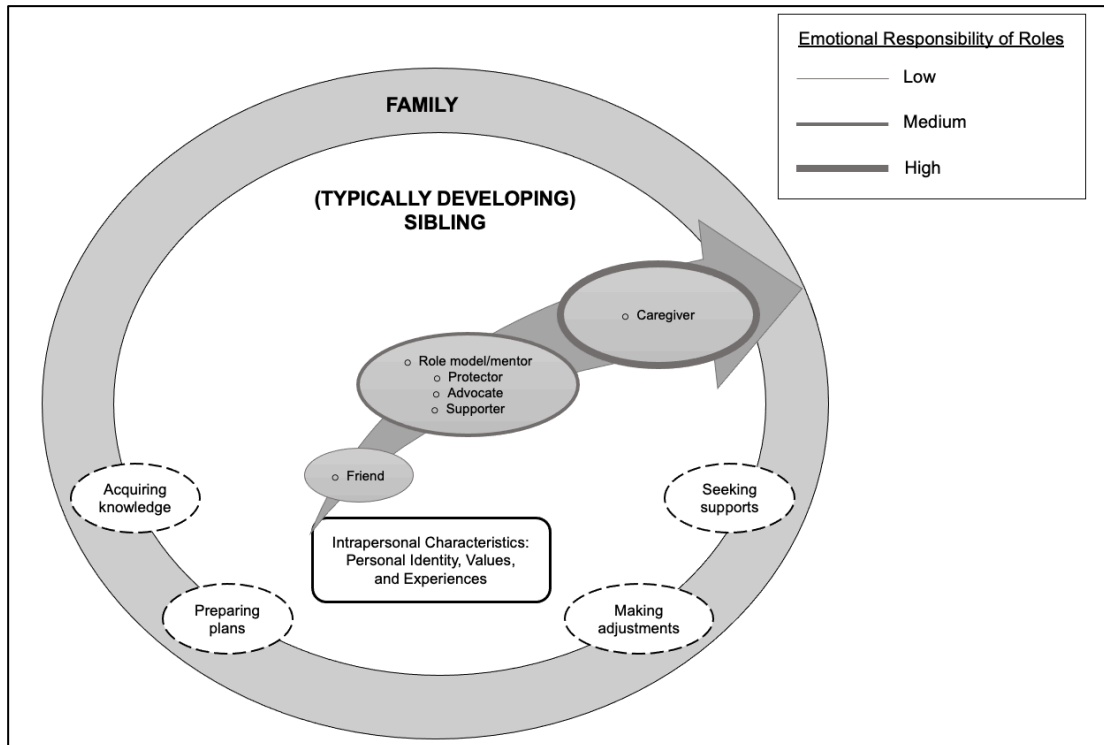 Emotional Responsibility of Roles
Low
Medium
High
FAMILY
(TYPICALLY DEVELOPING)
SIBLING
○ Caregiver
○ Role model/mentor
○ Protector
○ Advocate
○ Supporter
○ Friend
Acquiring
knowledge
Seeking
supports
Intrapersonal Characteristics:
Personal Identity, Values,
and Experiences
Preparing
plans
Making
adjustments